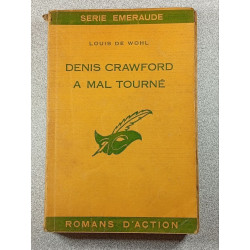 SERIE EMERAUDE
LOUIS DE WOHL
DENIS CRAWFORD
A MAL TOURNÉ
ROMANS D'ACTION